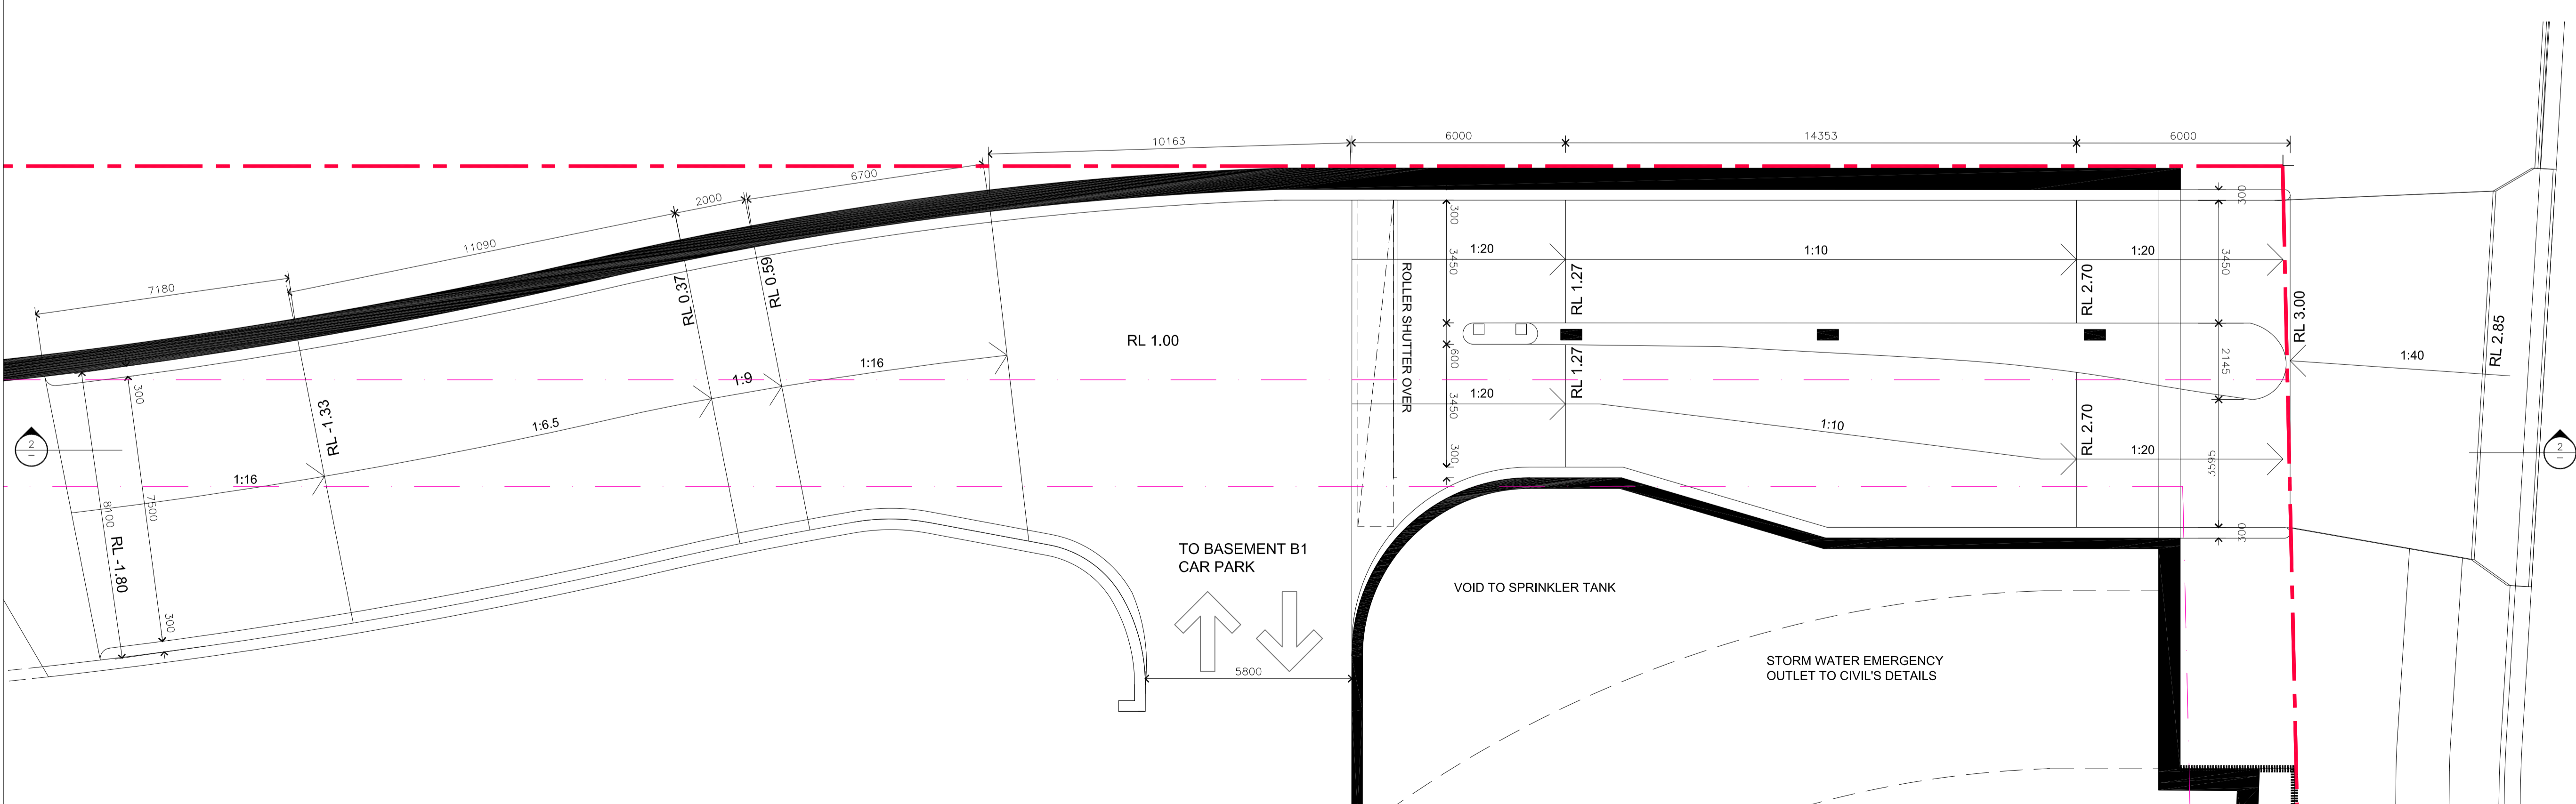 10163
6000
14353
6000
6700
2000
11090
7180
300
300
3450
1:20
1:10
1:20
3450
ROLLER SHUTTER OVER
RL 1.27
RL 2.70
RL 3.00
RL 2.85
1:40
RL 0.37
RL 0.59
RL 1.00
1:16
1:9
1:6.5
RL -1.33
1:16
600
RL 1.27
2145
1:20
3450
300
1:10
RL 2.70
1:20
3595
300
2
–
2
–
300
7500
8100
RL -1.80
300
TO BASEMENT B1
CAR PARK
5800
VOID TO SPRINKLER TANK
STORM WATER EMERGENCY
OUTLET TO CIVIL'S DETAILS